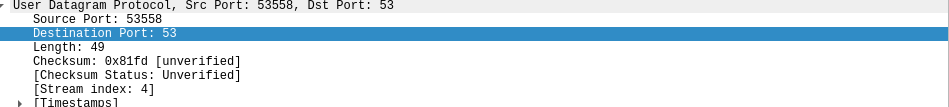 User Datagram Protocol, Src Port: 53558, Dst Port: 53
Source Port: 53558
Destination Port: 53
Length: 49
Checksum: 0x81fd [unverified]
[Checksum Status: Unverified]
[Stream index: 4]
[Timestamps]